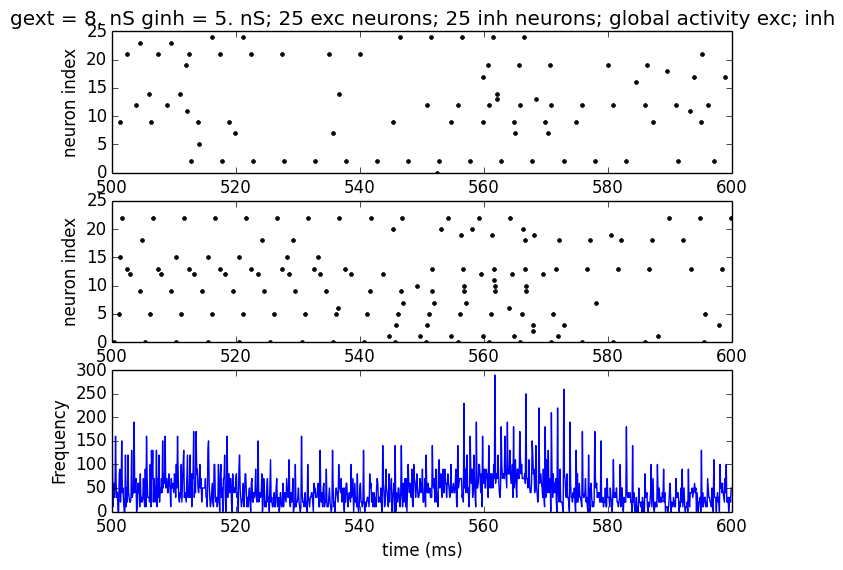 gext = 8. nS ginh = 5. nS; 25 exc neurons; 25 inh neurons; global activity exc; inh
25
20
15
10
5
0
neuron index
500 520 540 560 580 600
25
20
15
10
5
0
neuron index
500 520 540 560 580 600
300
250
200
150
100
50
0
Frequency
500 520 540 560 580 600
time (ms)